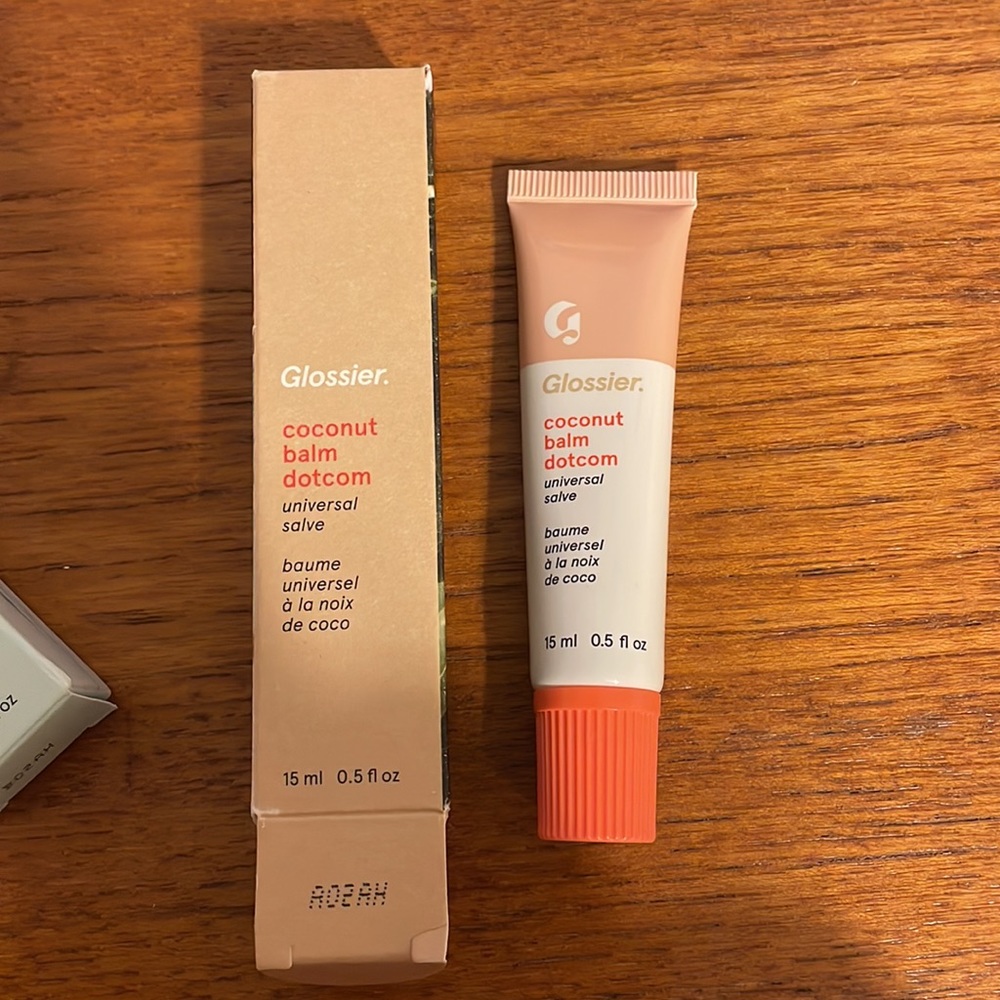 Glossier.
coconut
balm
dotcom
universal
salve
baume
universel
à la noix
de coco
15 ml 0.5 fl oz
Glossier.
coconut
balm
dotcom
universal
salve
baume
universel
à la noix
de coco
15 ml 0.5 fl oz
oz